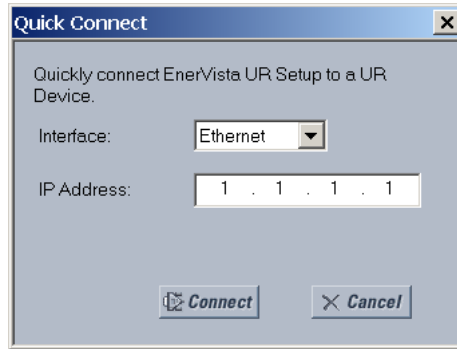 Quick Connect
Quickly connect EnerVista UR Setup to a UR
Device.
Interface: Ethernet
IP Address: 1 . 1 . 1 . 1
Connect Cancel